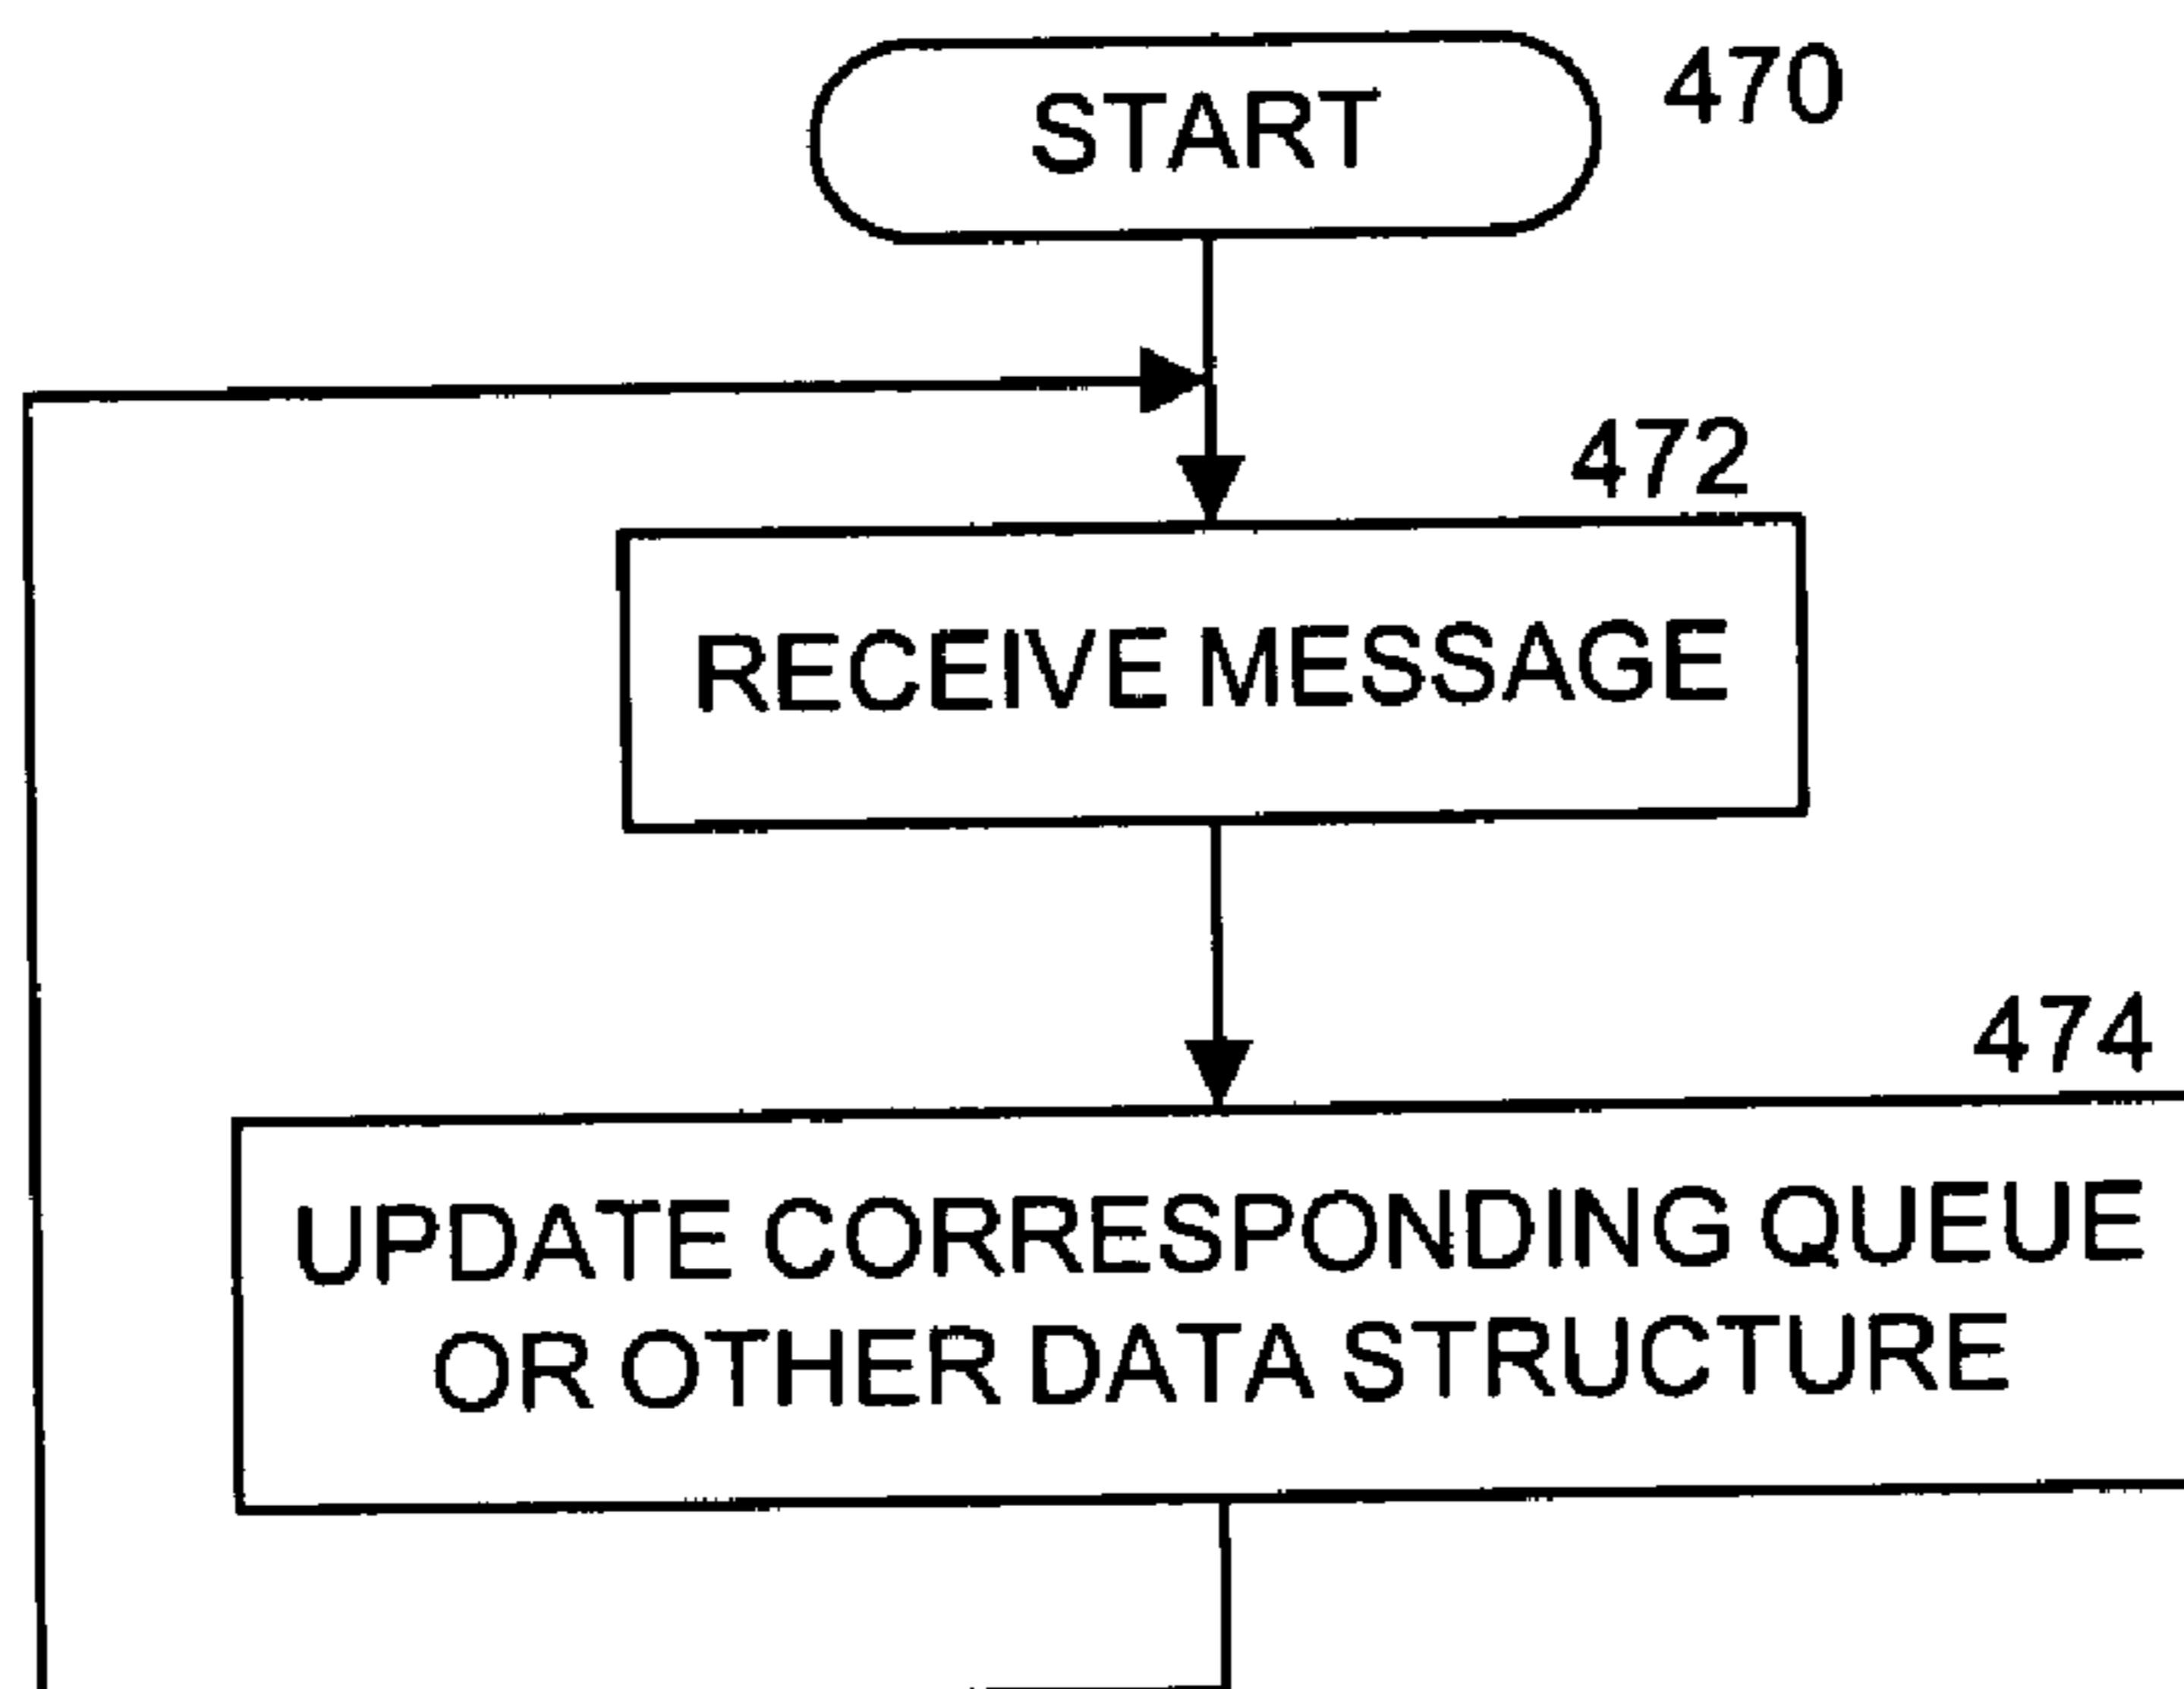 START
470
472
RECEIVE MESSAGE
474
UPDATE CORRESPONDING QUEUE
OR OTHER DATA STRUCTURE